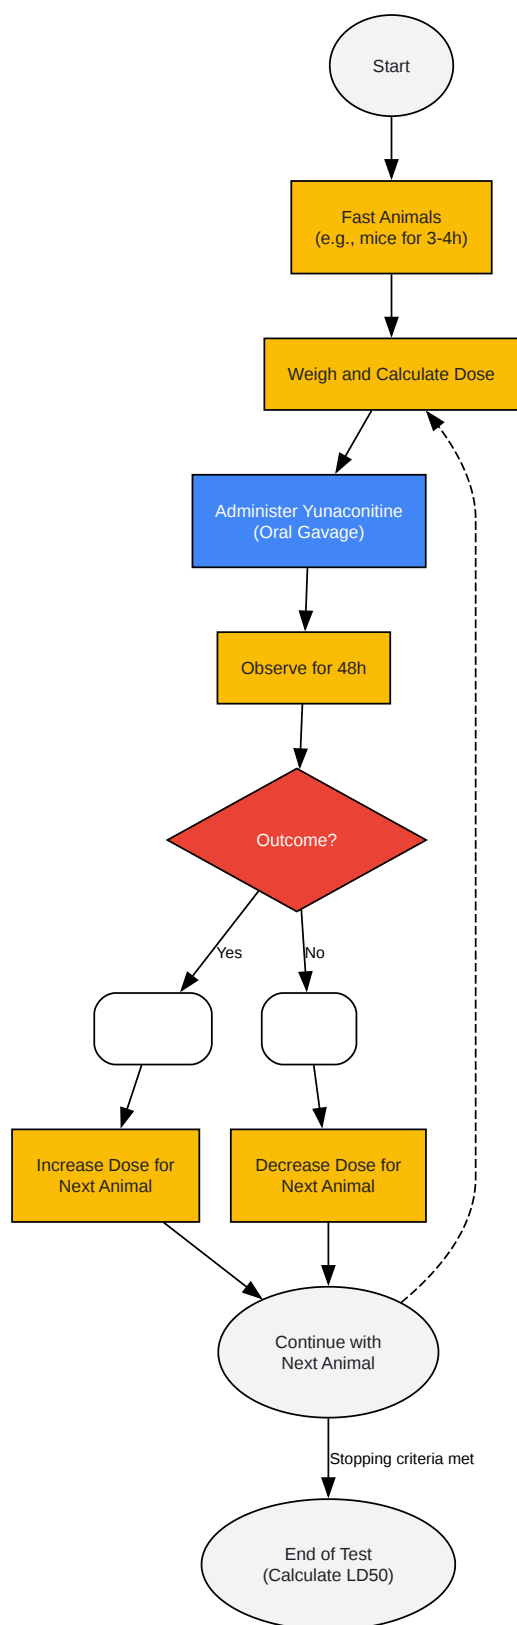 Start
Fast Animals
(e.g., mice for 3-4h)
Weigh and Calculate Dose
Administer Yunaconitine
(Oral Gavage)
Observe for 48h
Outcome?
Yes
No
Increase Dose for
Next Animal
Decrease Dose for
Next Animal
Continue with
Next Animal
Stopping criteria met
End of Test
(Calculate LD50)